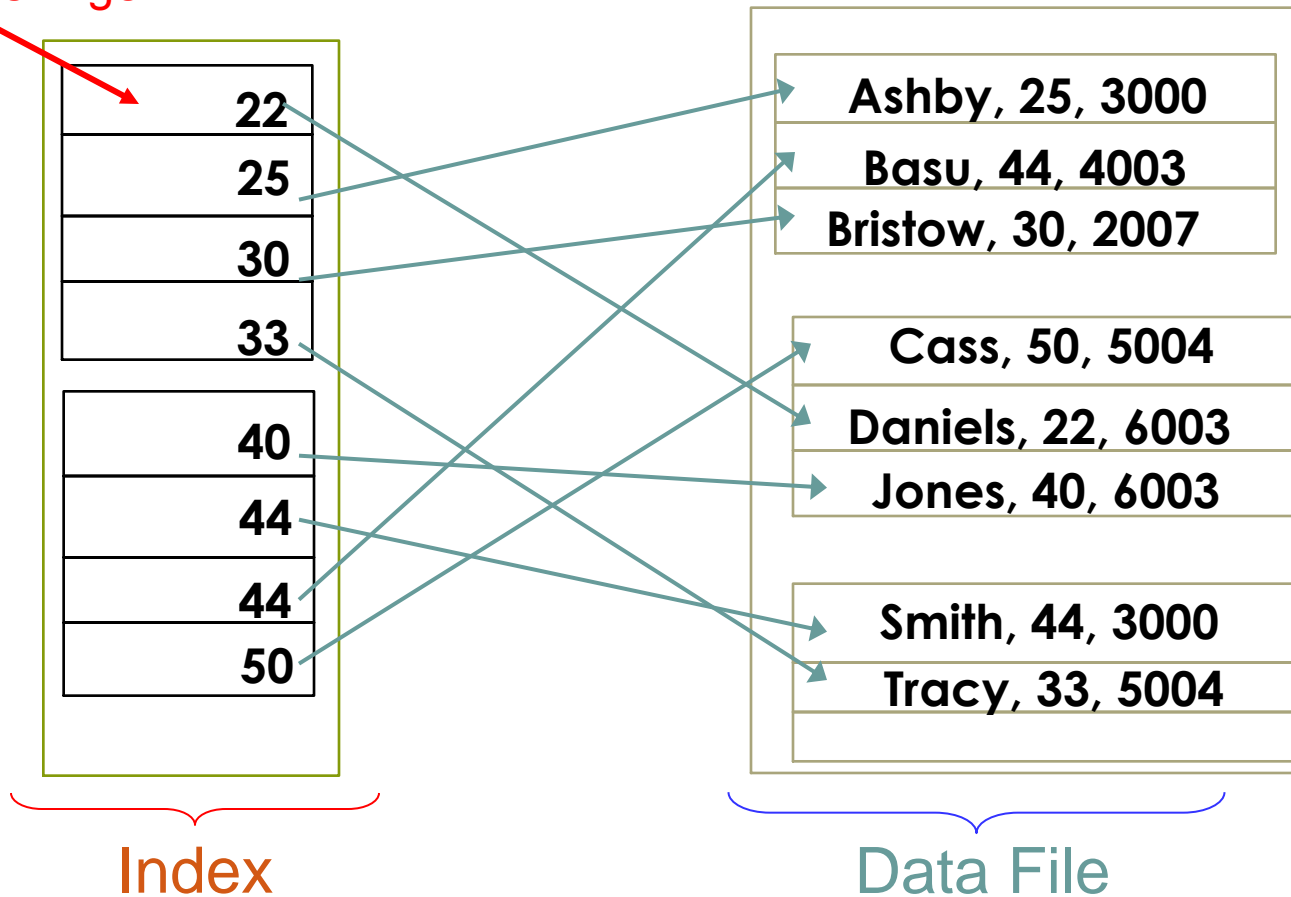 22
25
30
33
40
44
44
50
Index
Ashby, 25, 3000
Basu, 44, 4003
Bristow, 30, 2007
Cass, 50, 5004
Daniels, 22, 6003
Jones, 40, 6003
Smith, 44, 3000
Tracy, 33, 5004
Data File